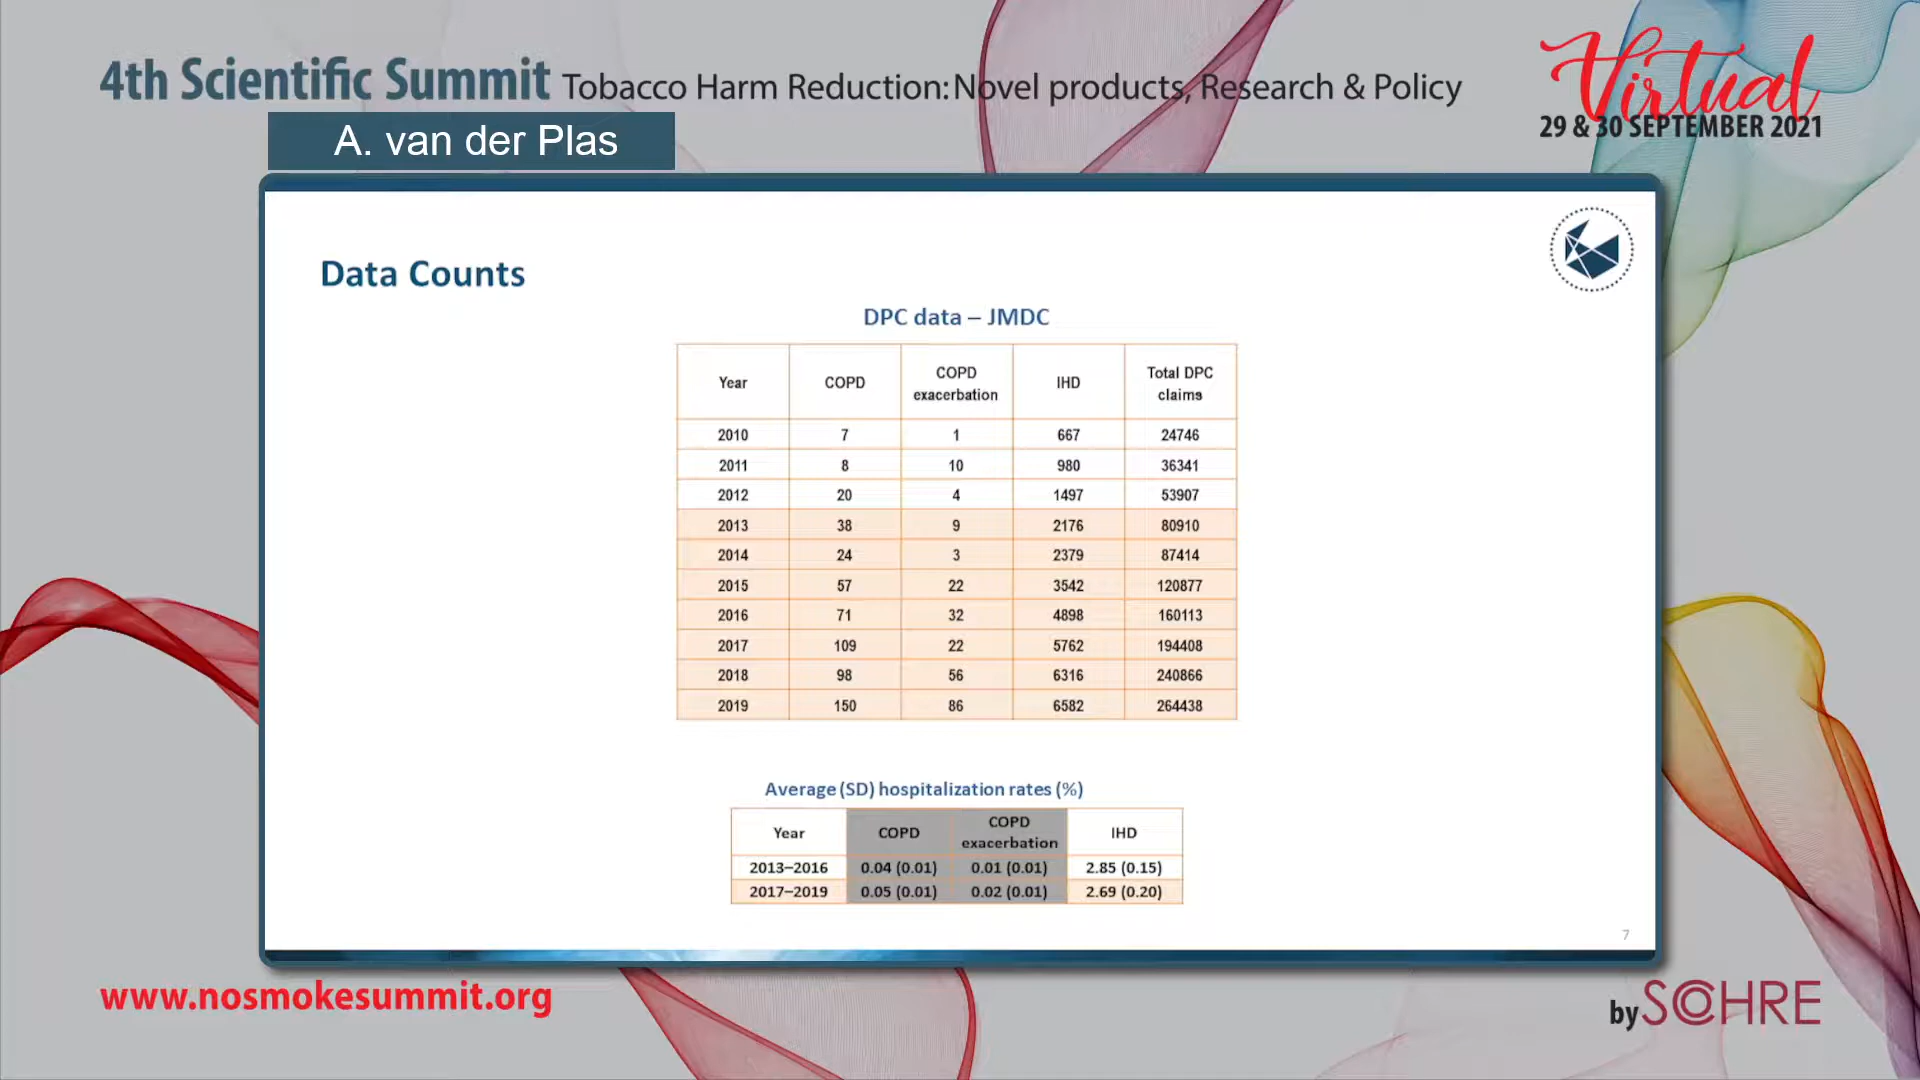 4th Scientific Summit Tobacco Harm Reduction: Novel products, Research & Policy
Virtual
29 & 30 SEPTEMBER 2021
A. van der Plas
Data Counts
DPC data – JMDC
Year COPD COPD exacerbation IHD Total DPC claims
2010 7 1 667 24746
2011 8 10 980 36341
2012 20 4 1497 53907
2013 38 9 2176 80910
2014 24 3 2379 87414
2015 57 22 3542 120877
2016 71 32 4898 160113
2017 109 22 5762 194408
2018 98 56 6316 240866
2019 150 86 6582 264438
Average (SD) hospitalization rates (%)
Year COPD COPD exacerbation IHD
2013–2016 0.04 (0.01) 0.01 (0.01) 2.85 (0.15)
2017–2019 0.05 (0.01) 0.02 (0.01) 2.69 (0.20)
7
www.nosmokesummit.org
by SCOHRE